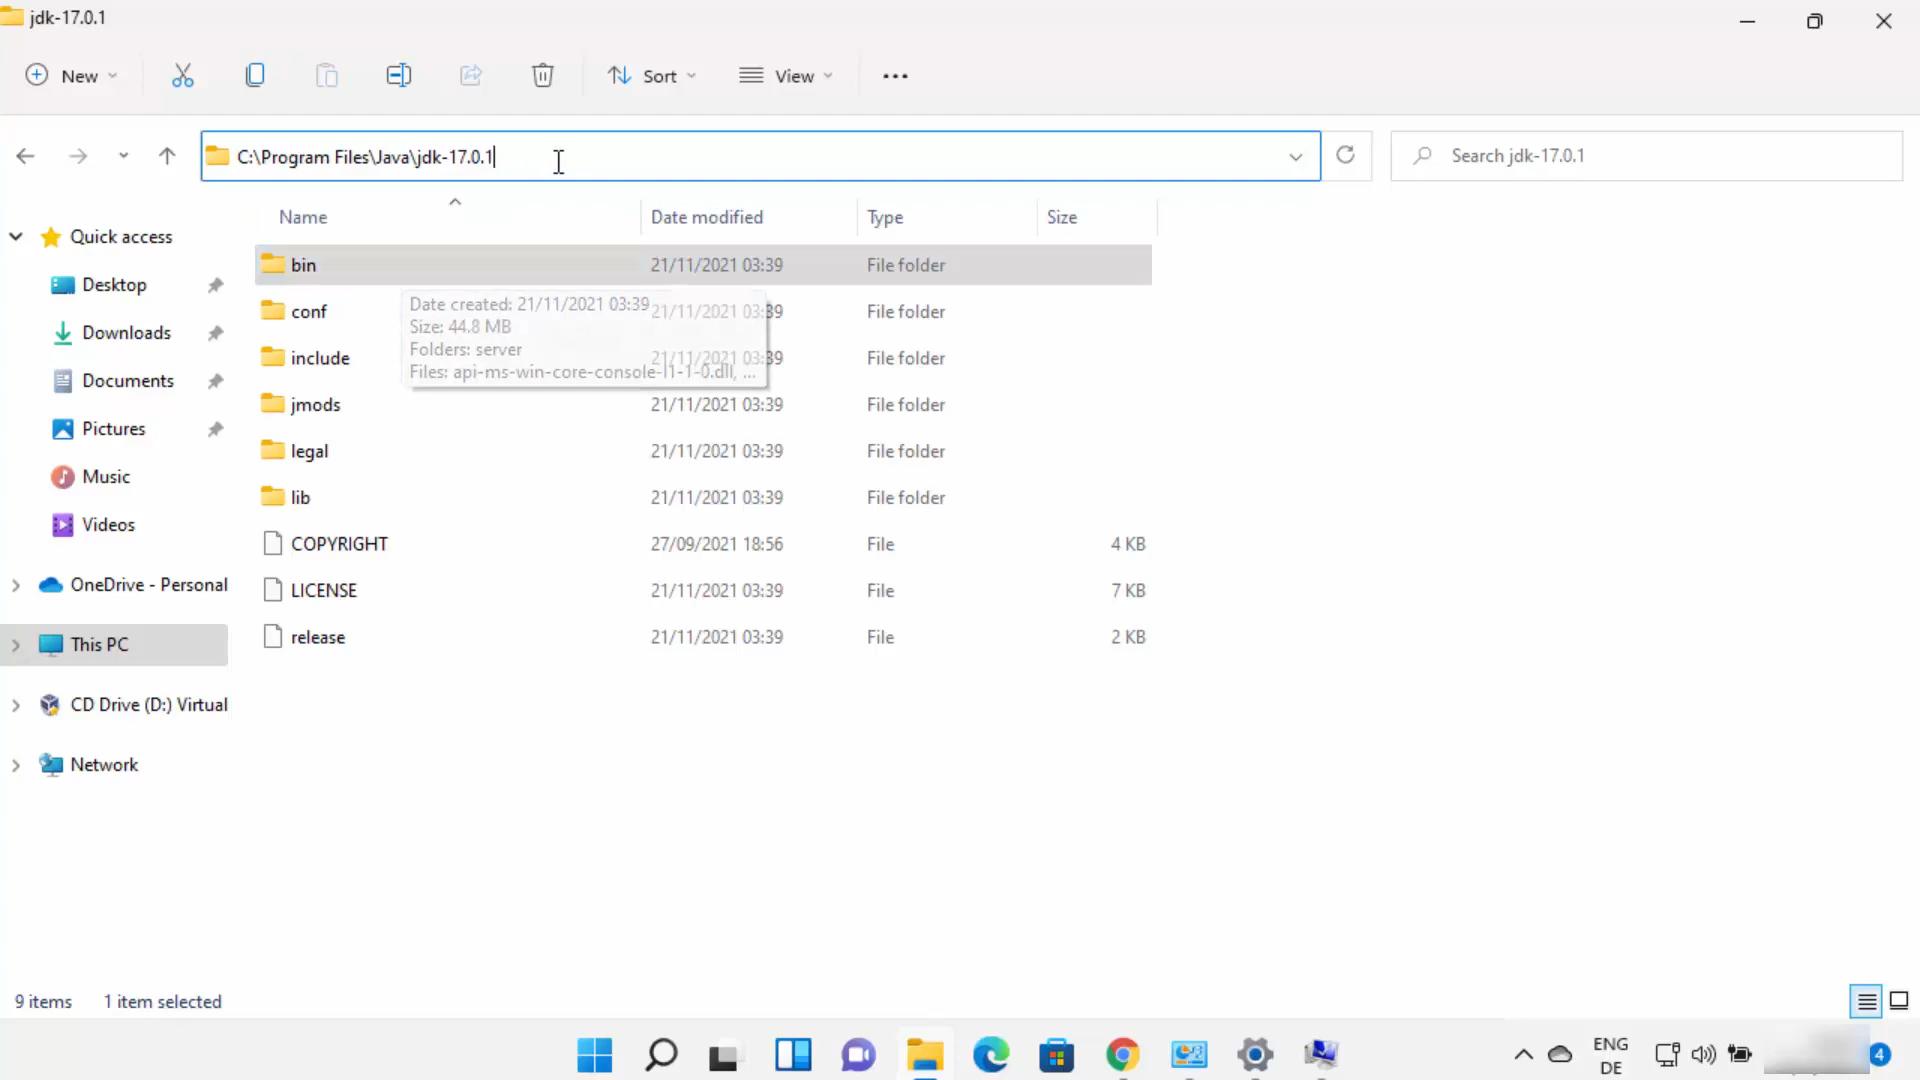 jdk-17.0.1
New
Sort
View
C:\Program Files\Java\jdk-17.0.1
Search jdk-17.0.1
Name Date modified Type Size
Quick access
Desktop
Downloads
Documents
Pictures
Music
Videos
OneDrive - Personal
This PC
CD Drive (D:) Virtual
Network
bin 21/11/2021 03:39 File folder
conf 21/11/2021 03:39 File folder
include 21/11/2021 03:39 File folder
jmods 21/11/2021 03:39 File folder
legal 21/11/2021 03:39 File folder
lib 21/11/2021 03:39 File folder
COPYRIGHT 27/09/2021 18:56 File 4 KB
LICENSE 21/11/2021 03:39 File 7 KB
release 21/11/2021 03:39 File 2 KB
Date created: 21/11/2021 03:39
Size: 44.8 MB
Folders: server
Files: api-ms-win-core-console-l1-1-0.dll, ...
9 items 1 item selected
ENG
DE
4